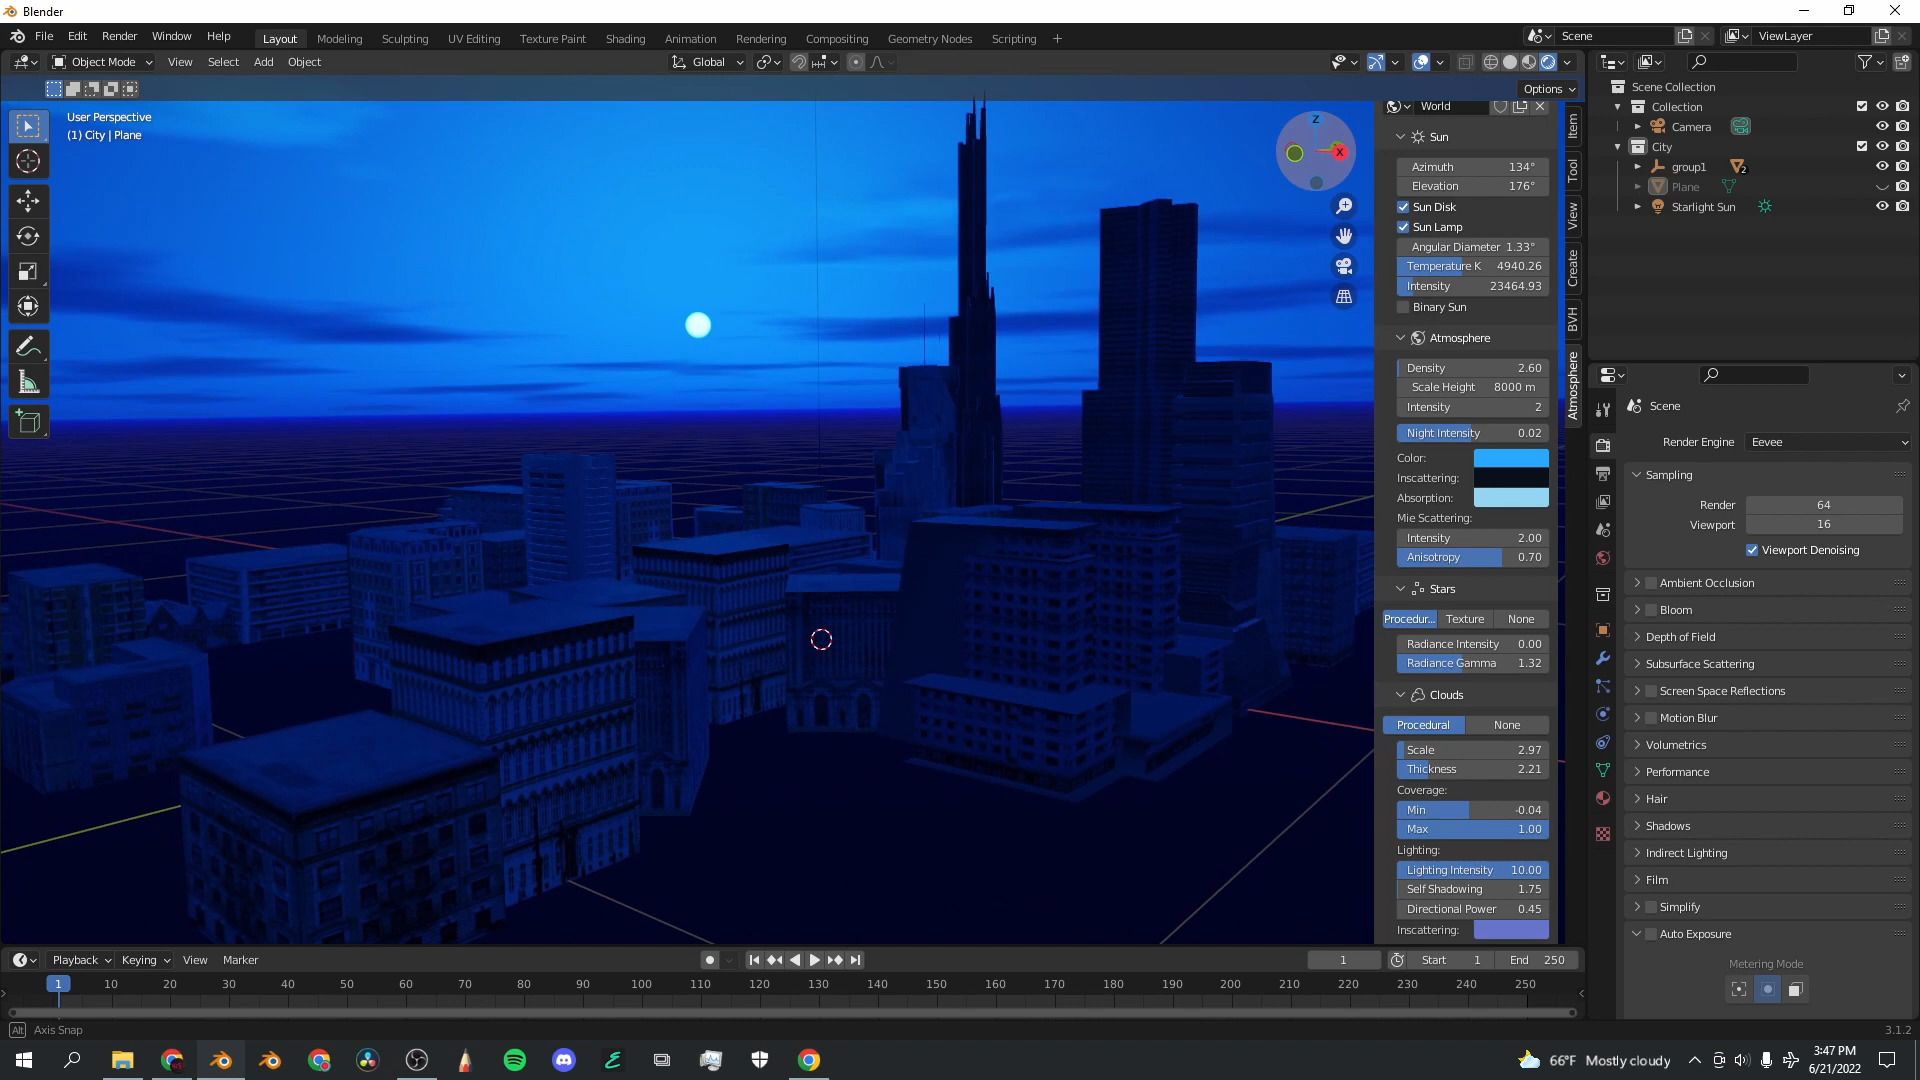 Blender
File Edit Render Window Help Layout Modeling Sculpting UV Editing Texture Paint Shading Animation Rendering Compositing Geometry Nodes Scripting + Scene ViewLayer
Object Mode View Select Add Object Global
Options
User Perspective
(1) City | Plane
Z
X
World
Sun
Azimuth 134°
Elevation 176°
Sun Disk
Sun Lamp
Angular Diameter 1.33°
Temperature K 4940.26
Intensity 23464.93
Binary Sun
Atmosphere
Density 2.60
Scale Height 8000 m
Intensity 2
Night Intensity 0.02
Color:
Inscattering:
Absorption:
Mie Scattering:
Intensity 2.00
Anisotropy 0.70
Stars
Procedur... Texture None
Radiance Intensity 0.00
Radiance Gamma 1.32
Clouds
Procedural None
Scale 2.97
Thickness 2.21
Coverage:
Min -0.04
Max 1.00
Lighting:
Lighting Intensity 10.00
Self Shadowing 1.75
Directional Power 0.45
Inscattering:
Item
Tool
View
Create
BVH
Atmosphere
Scene Collection
Collection
Camera
City
group1 2
Plane
Starlight Sun
Scene
Render Engine Eevee
Sampling
Render 64
Viewport 16
Viewport Denoising
Ambient Occlusion
Bloom
Depth of Field
Subsurface Scattering
Screen Space Reflections
Motion Blur
Volumetrics
Performance
Hair
Shadows
Indirect Lighting
Film
Simplify
Auto Exposure
Metering Mode
Playback Keying View Marker 1 Start 1 End 250
1 10 20 30 40 50 60 70 80 90 100 110 120 130 140 150 160 170 180 190 200 210 220 230 240 250
Alt Axis Snap 3.1.2
66°F Mostly cloudy 3:47 PM
6/21/2022